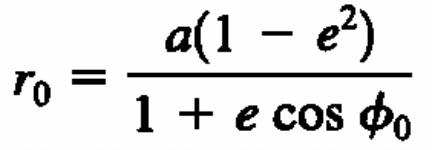 r₀ = a(1 − e²) / (1 + e cos ϕ₀)